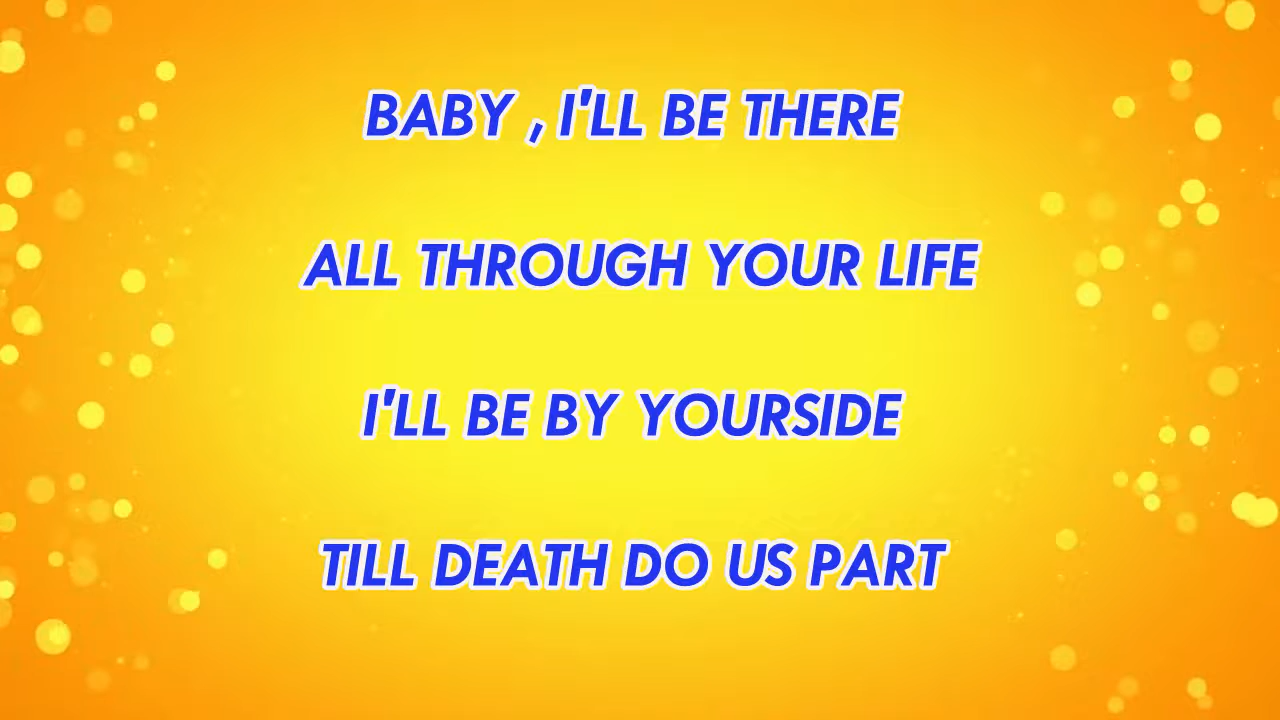 BABY , I'LL BE THERE
ALL THROUGH YOUR LIFE
I'LL BE BY YOURSIDE
TILL DEATH DO US PART